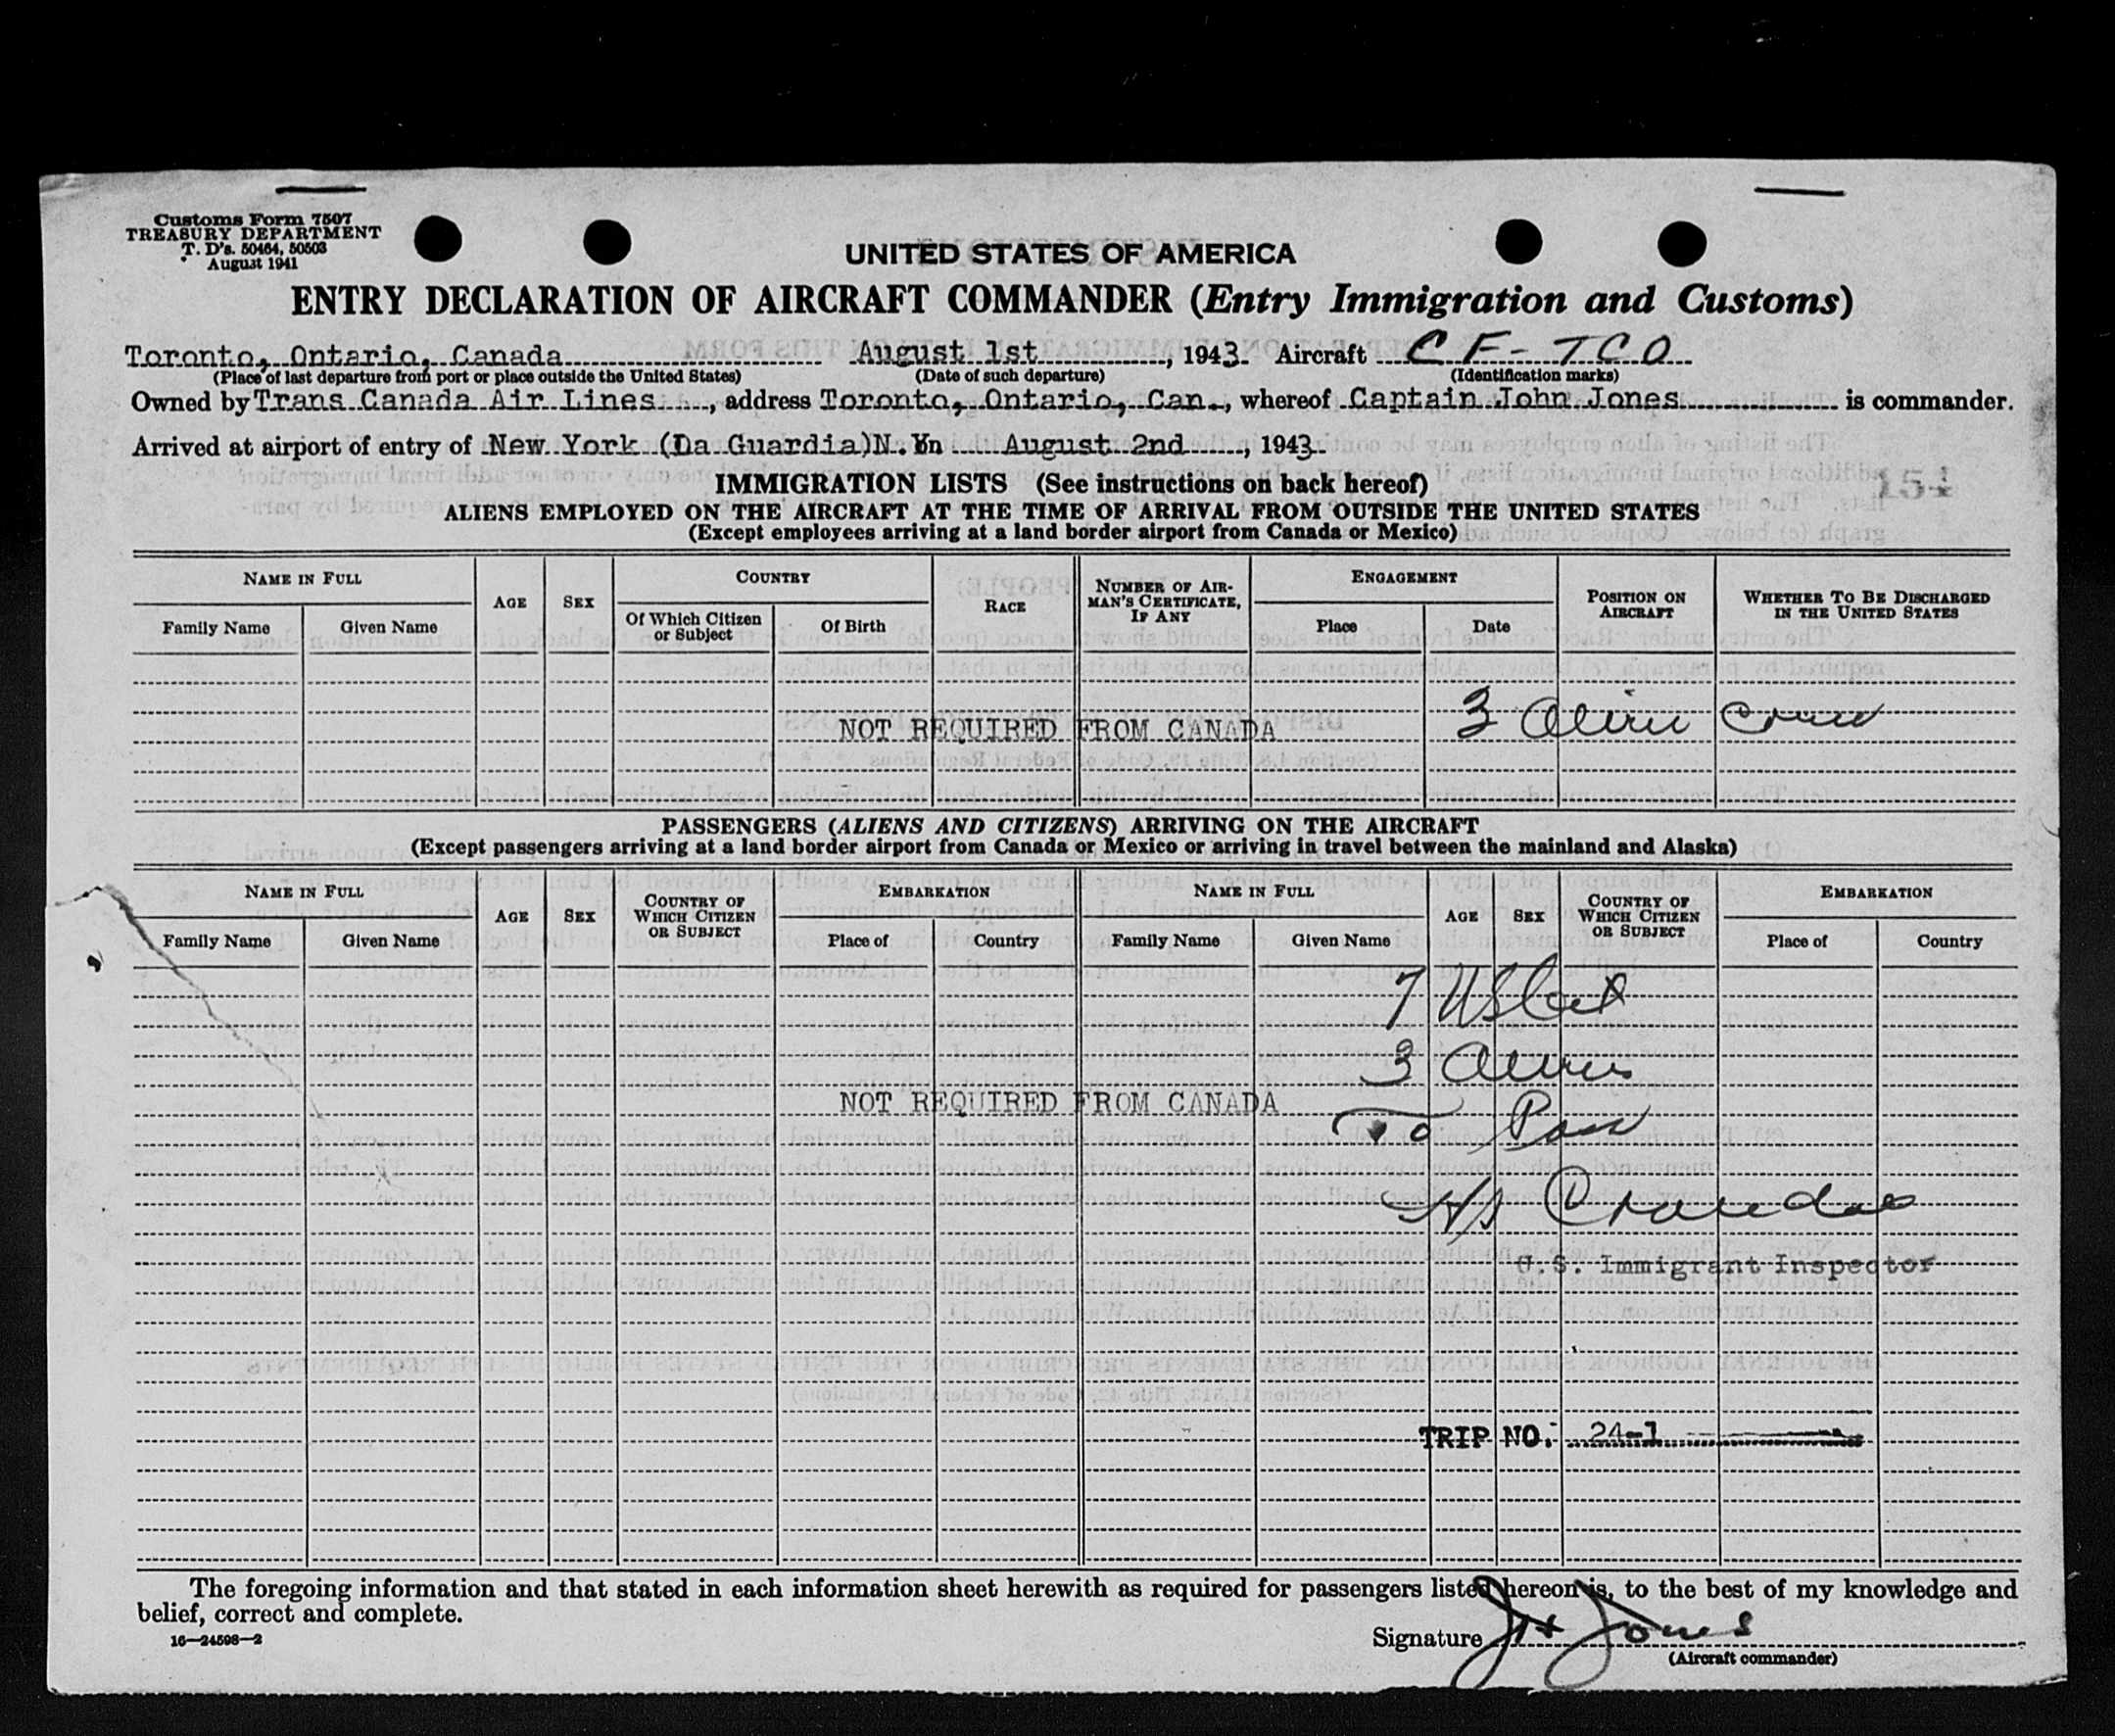 Customs Form 7507
TREASURY DEPARTMENT
T. D's. 50464, 50503
August 1941
UNITED STATES OF AMERICA
ENTRY DECLARATION OF AIRCRAFT COMMANDER (Entry Immigration and Customs)
Toronto, Ontario, Canada August 1st, 1943 Aircraft CF-TCO
(Place of last departure from port or place outside the United States) (Date of such departure) (Identification marks)
Owned by Trans Canada Air Lines, address Toronto, Ontario, Can., whereof Captain John Jones is commander.
Arrived at airport of entry of New York (La Guardia)N.Y. on August 2nd, 1943
154
IMMIGRATION LISTS (See instructions on back hereof)
ALIENS EMPLOYED ON THE AIRCRAFT AT THE TIME OF ARRIVAL FROM OUTSIDE THE UNITED STATES
(Except employees arriving at a land border airport from Canada or Mexico)
NAME IN FULL AGE SEX COUNTRY RACE NUMBER OF AIR-MAN'S CERTIFICATE, IF ANY ENGAGEMENT POSITION ON AIRCRAFT WHETHER TO BE DISCHARGED IN THE UNITED STATES
Family Name Given Name Of Which Citizen or Subject Of Birth Place Date
NOT REQUIRED FROM CANADA 3 Alien Crew
PASSENGERS (ALIENS AND CITIZENS) ARRIVING ON THE AIRCRAFT
(Except passengers arriving at a land border airport from Canada or Mexico or arriving in travel between the mainland and Alaska)
NAME IN FULL AGE SEX COUNTRY OF WHICH CITIZEN OR SUBJECT EMBARKATION NAME IN FULL AGE SEX COUNTRY OF WHICH CITIZEN OR SUBJECT EMBARKATION
Family Name Given Name Place of Country Family Name Given Name Place of Country
7 US Cit
3 Aliens
NOT REQUIRED FROM CANADA
Pass
U.S. Immigrant Inspector
TRIP NO. 24-1
The foregoing information and that stated in each information sheet herewith as required for passengers listed hereon is, to the best of my knowledge and
belief, correct and complete.
16—24598—2
Signature Jones
(Aircraft commander)